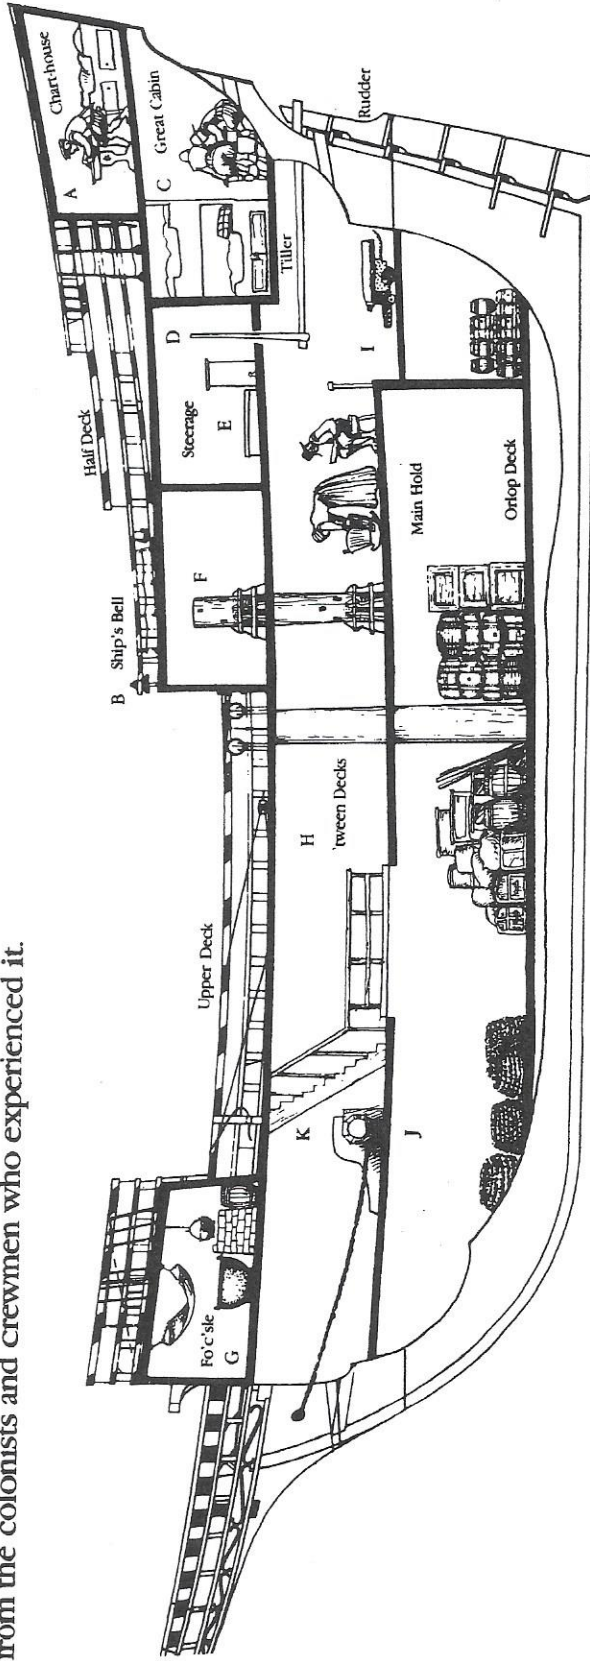 from the colonists and crewmen who experienced it.
Chart-house
A
Great Cabin
C
Rudder
Tiller
Half Deck
D
Steerage
E
I
Ship's Bell
B
F
Main Hold
Orlop Deck
Upper Deck
H
'tween Decks
K
J
Fo'c'sle
G